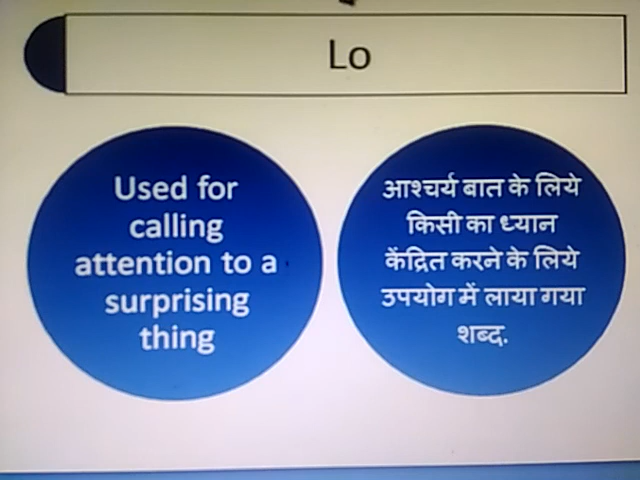 Lo
Used for
calling
attention to a
surprising
thing
आश्चर्य बात के लिये
किसी का ध्यान
केंद्रित करने के लिये
उपयोग में लाया गया
शब्द.